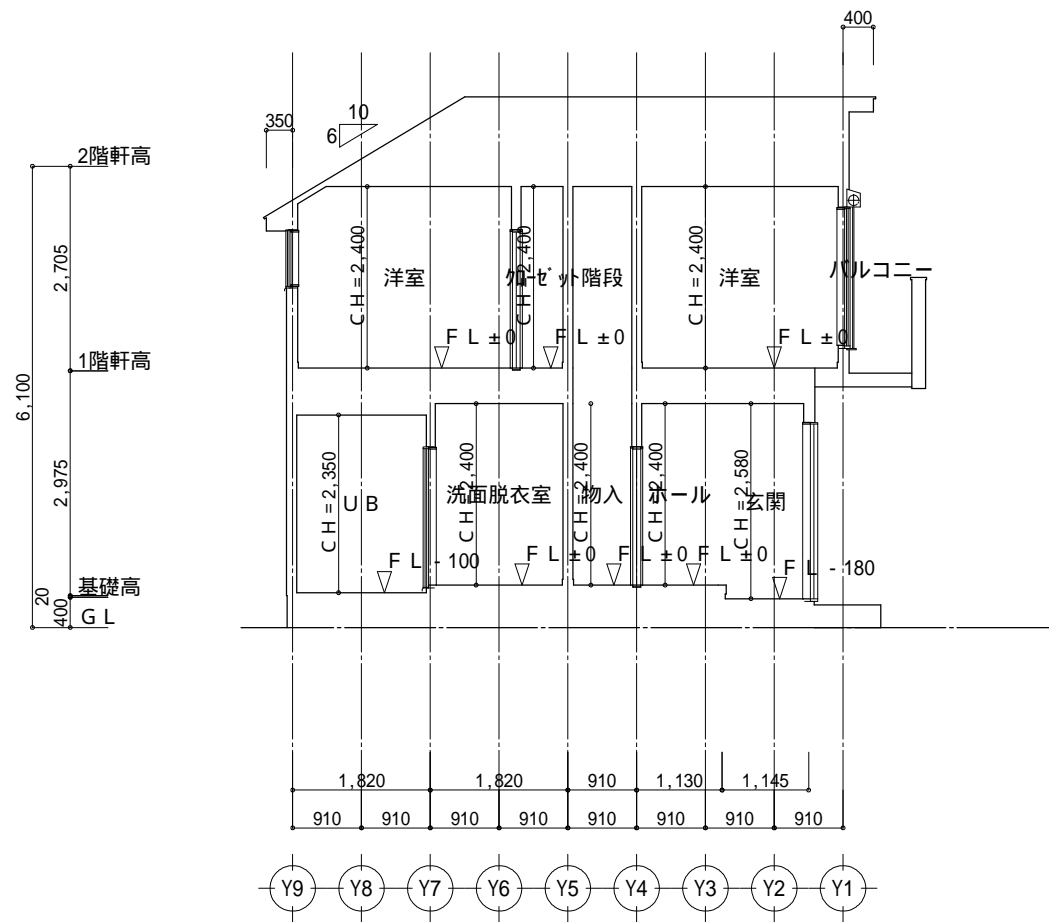 400
10
6
350
2階軒高
CH=2,400
洋室
CH=2,400
クローゼット
階段
CH=2,400
洋室
バルコニー
FL±0
FL±0
FL±0
2,705
1階軒高
6,100
2,975
CH=2,350
UB
CH=2,400
洗面脱衣室
CH=2,400
物入
CH=2,400
ホール
CH=2,580
玄関
FL-100
FL±0
FL±0
FL±0
FL-180
20
基礎高
400
GL
1,820
1,820
910
1,130
1,145
910
910
910
910
910
910
910
910
Y9
Y8
Y7
Y6
Y5
Y4
Y3
Y2
Y1